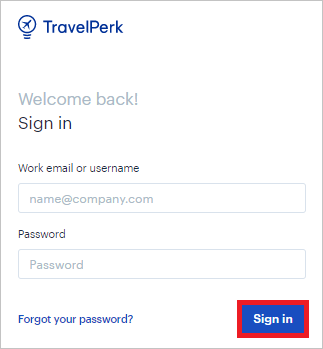 TravelPerk
Welcome back!
Sign in
Work email or username
name@company.com
Password
Password
Forgot your password?
Sign in